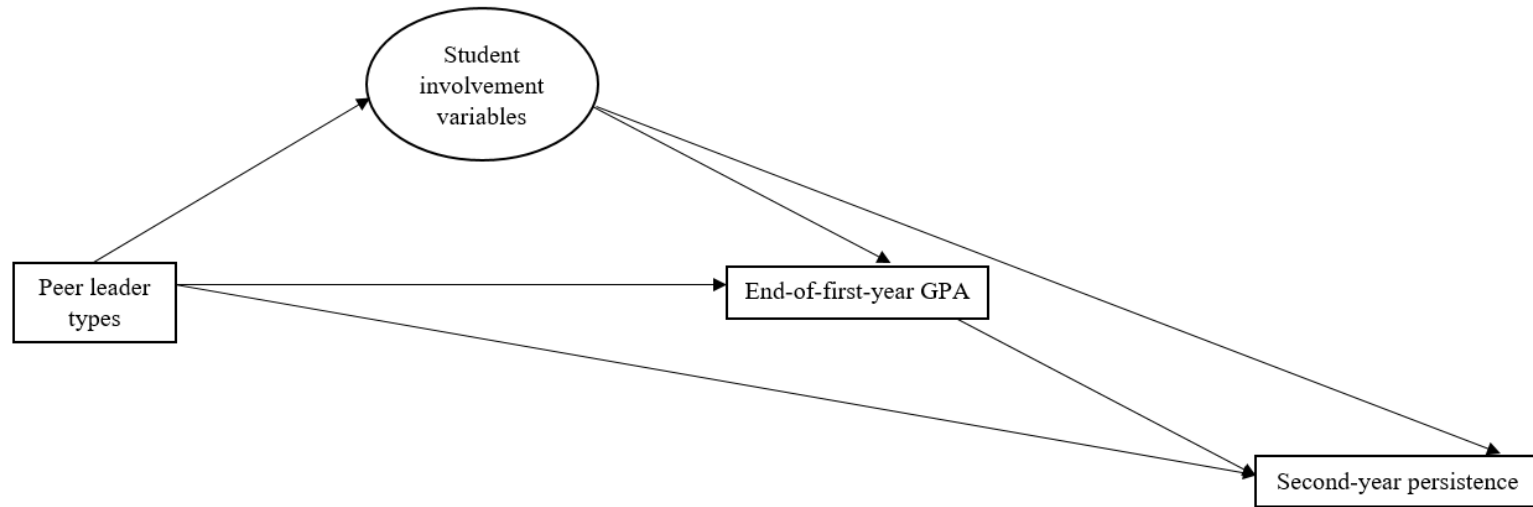 Student
involvement
variables
Peer leader
types
End-of-first-year GPA
Second-year persistence